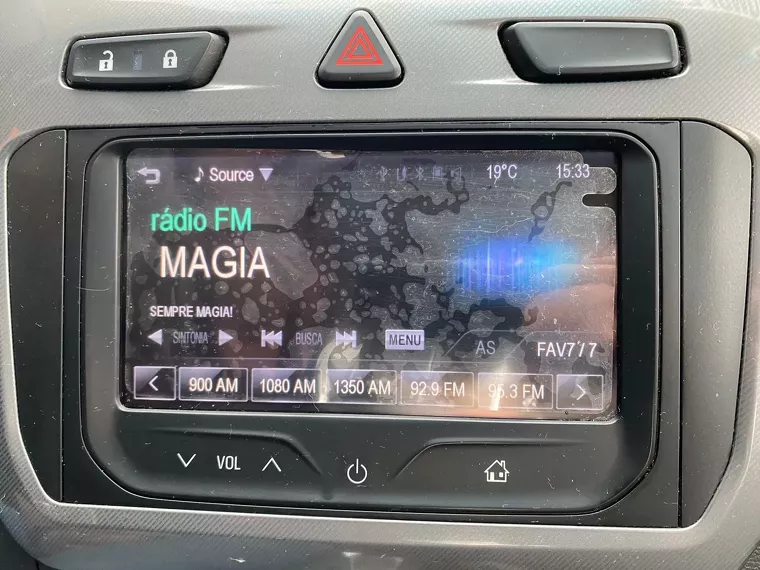 ♪ Source ▼ 19°C 15:33
rádio FM
MAGIA
SEMPRE MAGIA!
SINTONIA BUSCA MENU AS FAV7/7
900 AM 1080 AM 1350 AM 92.9 FM 95.3 FM
VOL